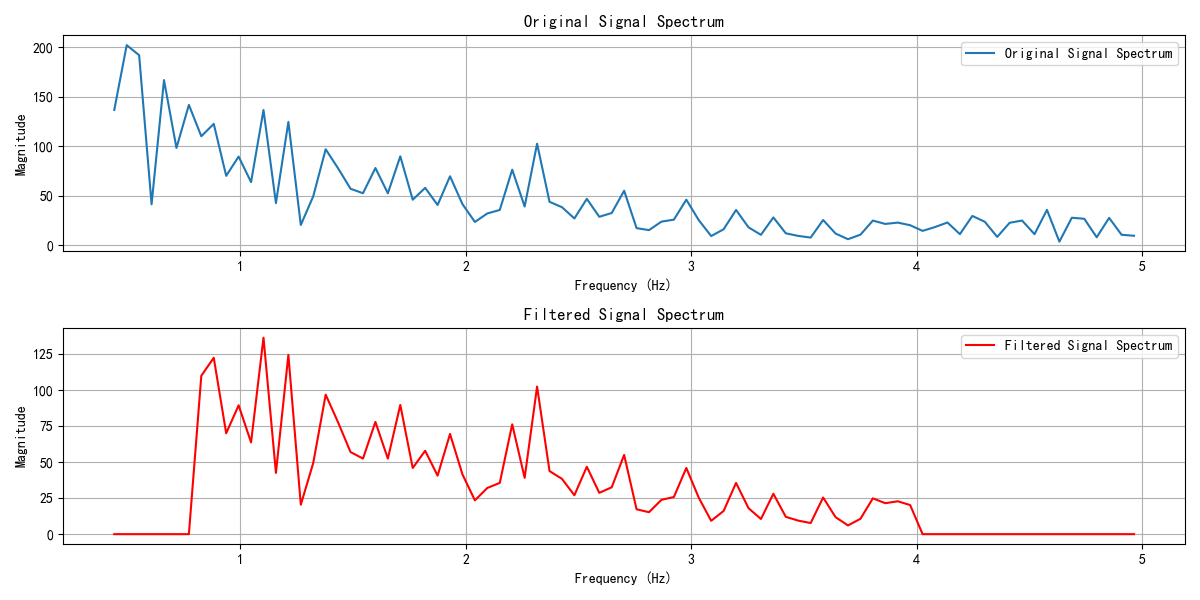 Original Signal Spectrum
200
150
100
50
0
Magnitude
Original Signal Spectrum
1
2
3
4
5
Frequency (Hz)
Filtered Signal Spectrum
125
100
75
50
25
0
Magnitude
Filtered Signal Spectrum
1
2
3
4
5
Frequency (Hz)